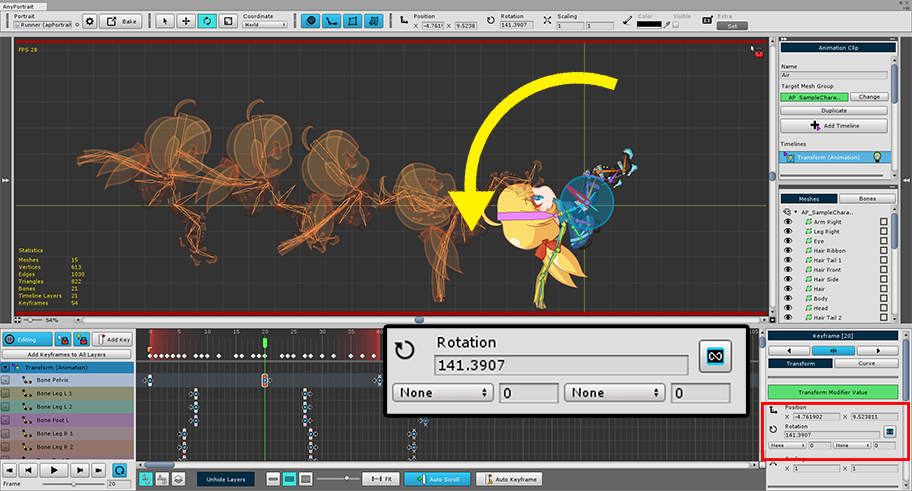 AnyPortrait
Portrait
Runner (apPortrait
Bake
Coordinate
World
Position
X -4.7619 X 9.5238
Rotation
141.3907
Scaling
1 1
Color
Visible
Extra
Set
FPS 28
Statistics
Meshes 15
Vertices 613
Edges 1030
Triangles 822
Bones 21
Timeline Layers 21
Keyframes 54
54%
Animation Clip
Name
Air
Target Mesh Group
AP_SampleChara..
Change
Duplicate
Add Timeline
Timelines
Transform (Animation)
Meshes
Bones
AP_SampleChara..
Arm Right
Leg Right
Eye
Hair Ribbon
Hair Tail 1
Hair Front
Hair Side
Hair
Body
Head
Hair Tail 2
Editing
Add Key
Add Keyframes to All Layers
Transform (Animation)
Bone Pelvis
Bone Leg L 1
Bone Leg L 2
Bone Foot L
Bone Leg R 1
Bone Leg R 2
Frame
20
0 5 10 15 20 25 30 35 40
Rotation
141.3907
None 0 None 0
Unhide Layers
Fit
Auto Scroll
Auto Keyframe
Keyframe [20]
Transform
Curve
Transform Modifier Value
Position
X -4.761902 X 9.523811
Rotation
141.3907
None 0 None 0
X 1 X 1